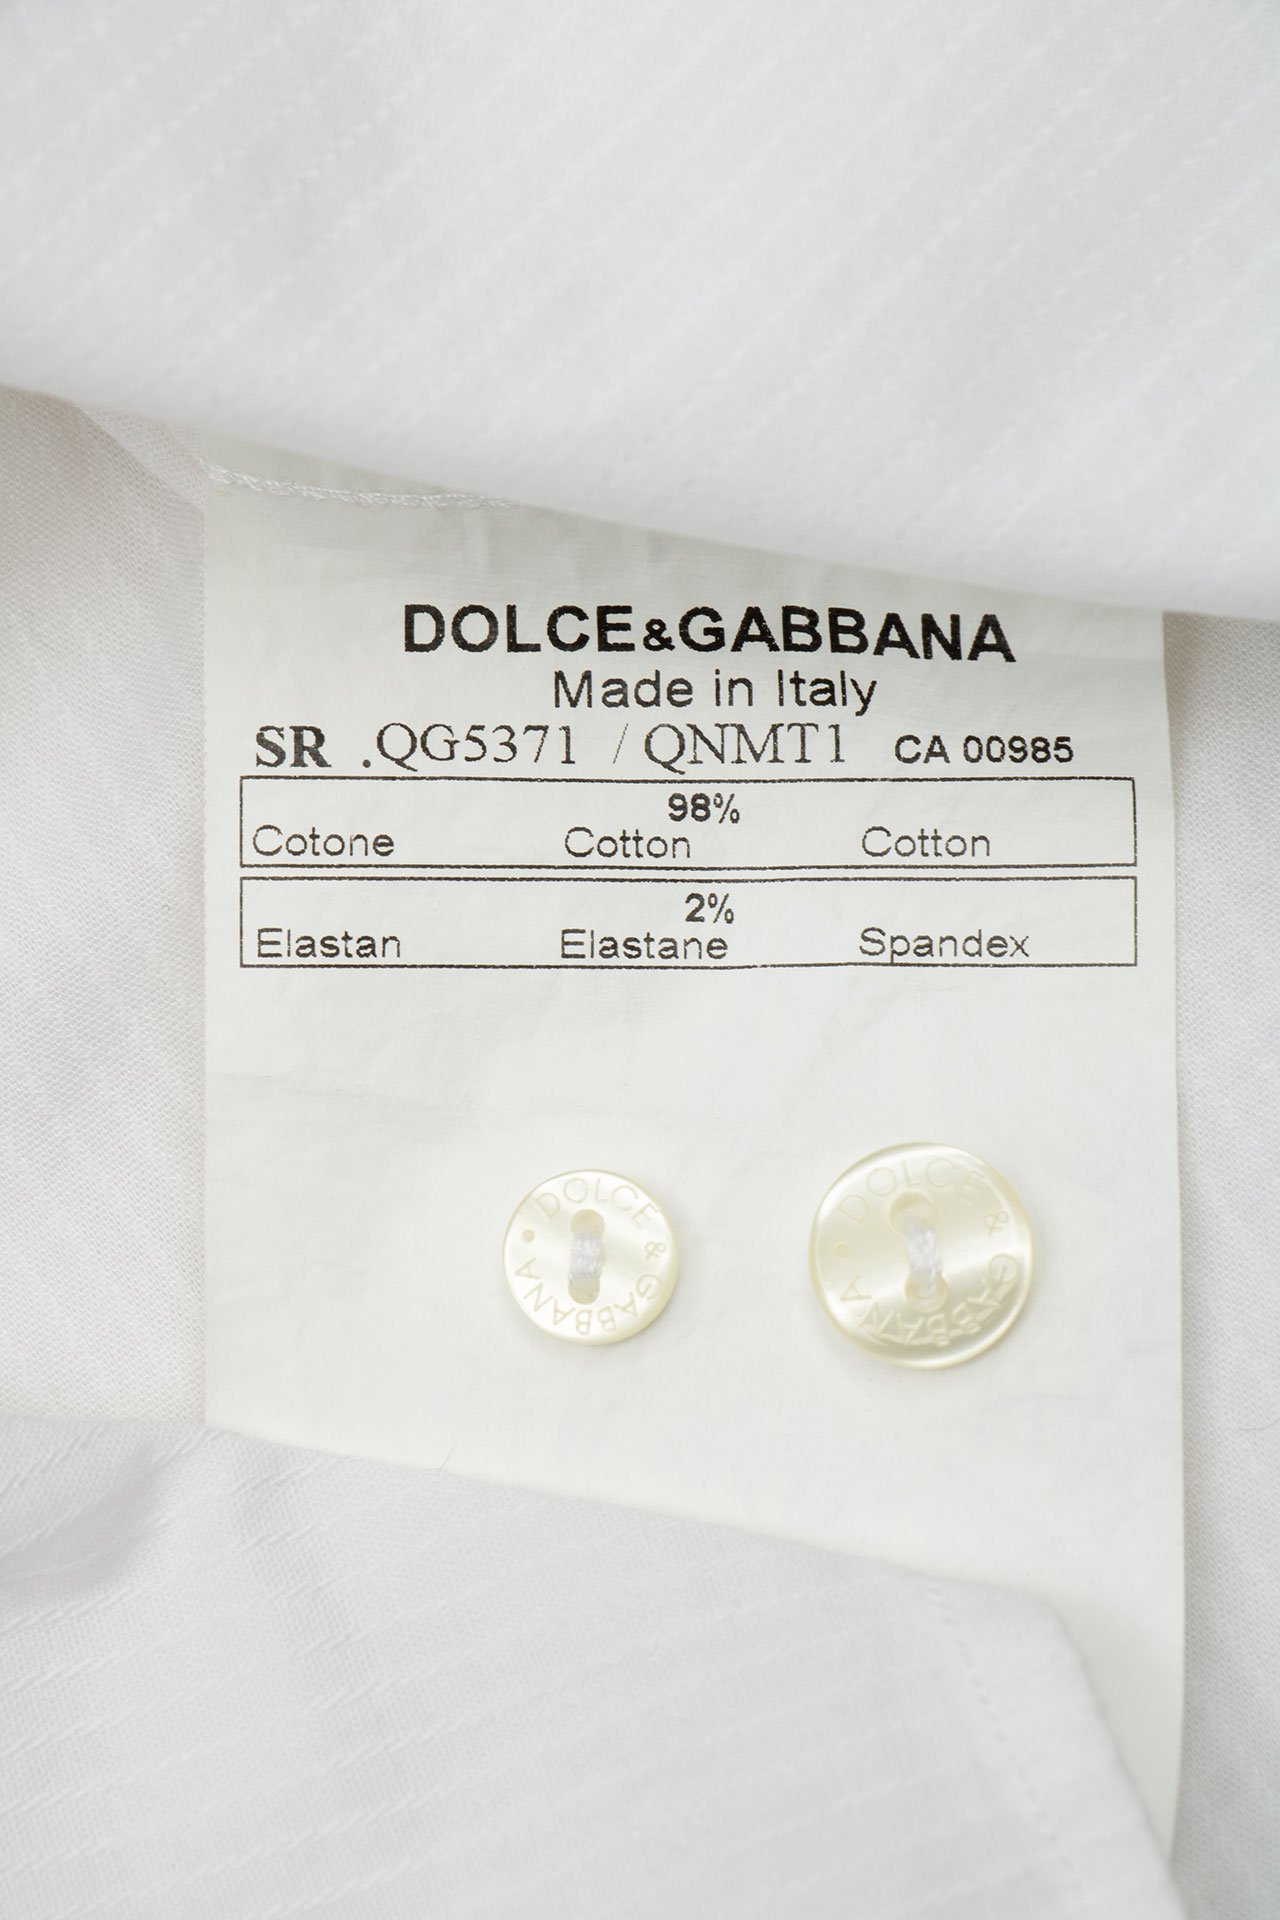 DOLCE&GABBANA
Made in Italy
SR .QG5371 / QNMT1 CA 00985
98%
Cotone Cotton Cotton
2%
Elastan Elastane Spandex
DOLCE & GABBANA •
DOLCE & GABBANA •